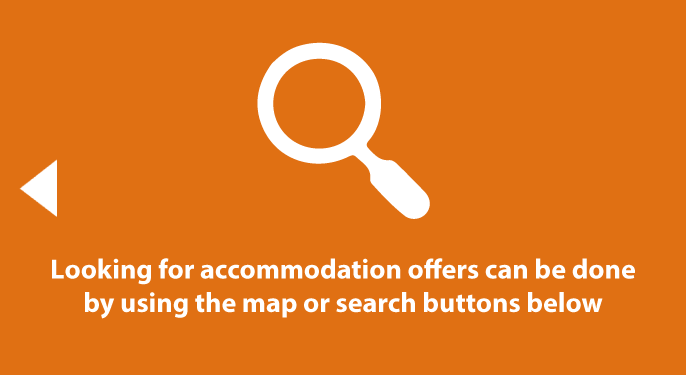 Looking for accommodation offers can be done
by using the map or search buttons below